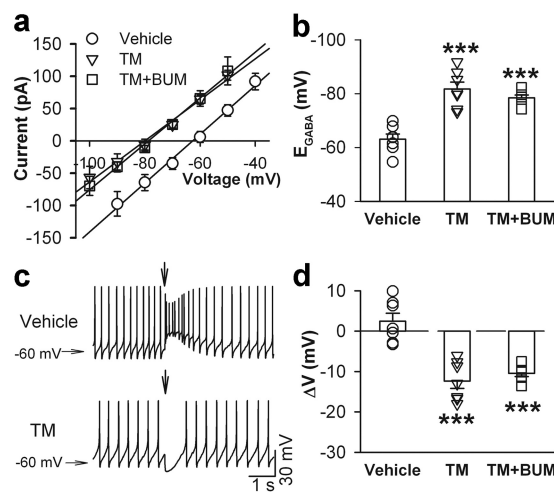 a
Vehicle
TM
TM+BUM
150
100
50
0
-50
-100
-150
Current (pA)
-100 -80 -60 -40
Voltage (mV)
b
-100
-80
-60
-40
E_GABA (mV)
***
***
Vehicle TM TM+BUM
c
Vehicle
-60 mV
TM
-60 mV
1 s
30 mV
d
10
0
-10
-20
-30
ΔV (mV)
***
***
Vehicle TM TM+BUM